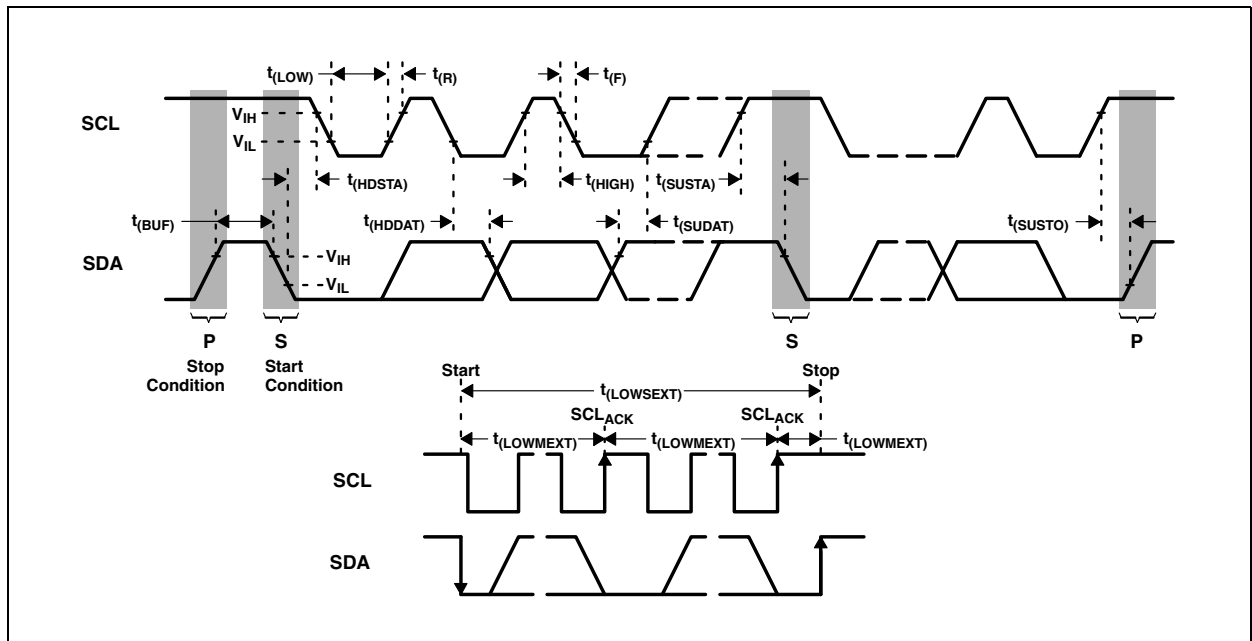 t(LOW)
t(R)
t(F)
SCL
VIH
VIL
t(HDSTA)
t(HIGH)
t(SUSTA)
t(BUF)
t(HDDAT)
t(SUDAT)
t(SUSTO)
SDA
VIH
VIL
P
S
S
P
Stop
Condition
Start
Condition
Start
Stop
t(LOWSEXT)
SCLACK
SCLACK
t(LOWMEXT)
t(LOWMEXT)
t(LOWMEXT)
SCL
SDA